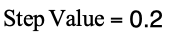 Step Value = 0.2